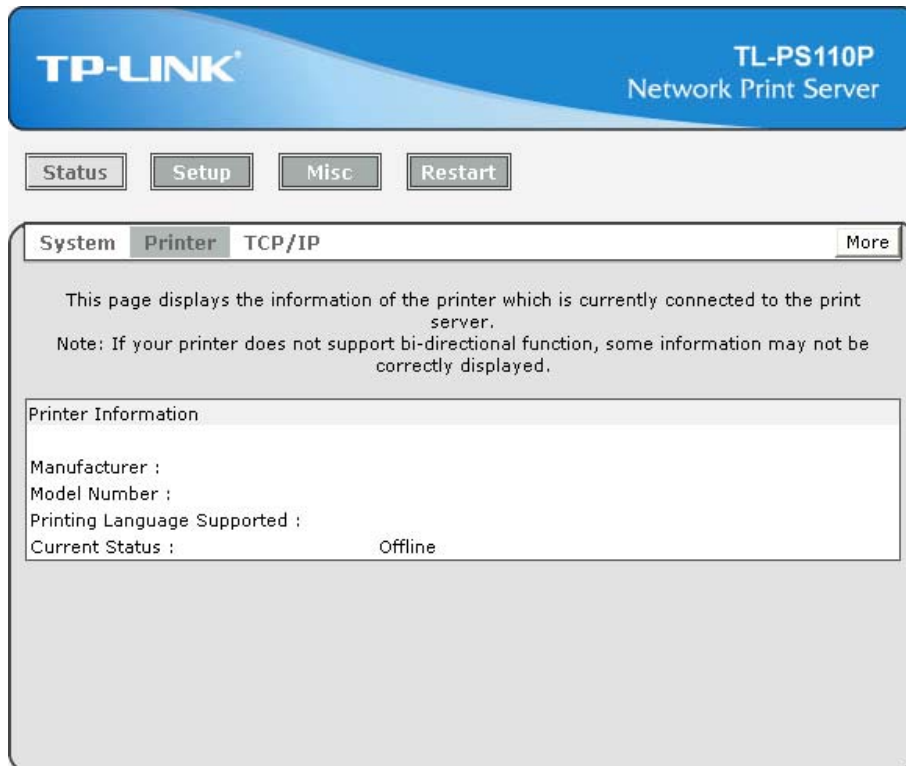 TP-LINK
TL-PS110P
Network Print Server
Status Setup Misc Restart
System Printer TCP/IP More
This page displays the information of the printer which is currently connected to the print
server.
Note: If your printer does not support bi-directional function, some information may not be
correctly displayed.
Printer Information
Manufacturer :
Model Number :
Printing Language Supported :
Current Status : Offline